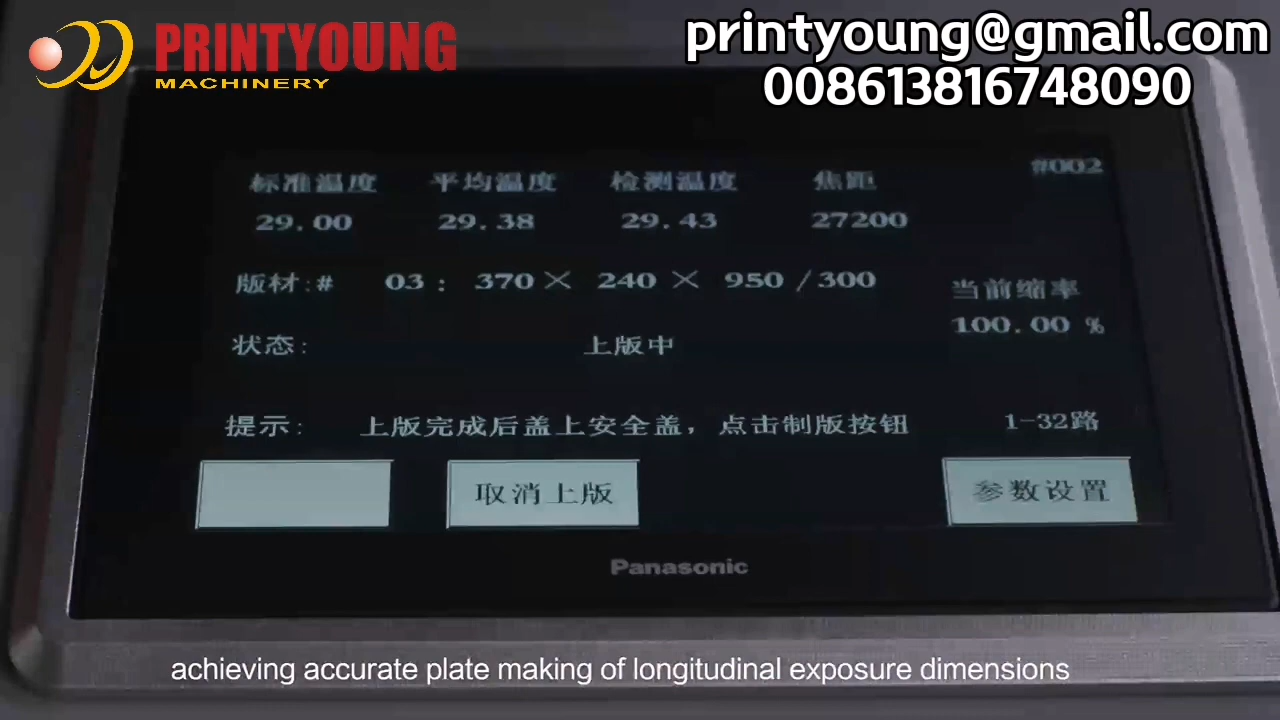 PRINTYOUNG
MACHINERY
printyoung@gmail.com
008613816748090
#002
标准温度 平均温度 检测温度 焦距
29.00 29.38 29.43 27200
版材:# 03: 370× 240× 950/300
当前缩率
100.00 %
状态: 上版中
提示: 上版完成后盖上安全盖，点击制版按钮 1-32路
取消上版 参数设置
Panasonic
achieving accurate plate making of longitudinal exposure dimensions